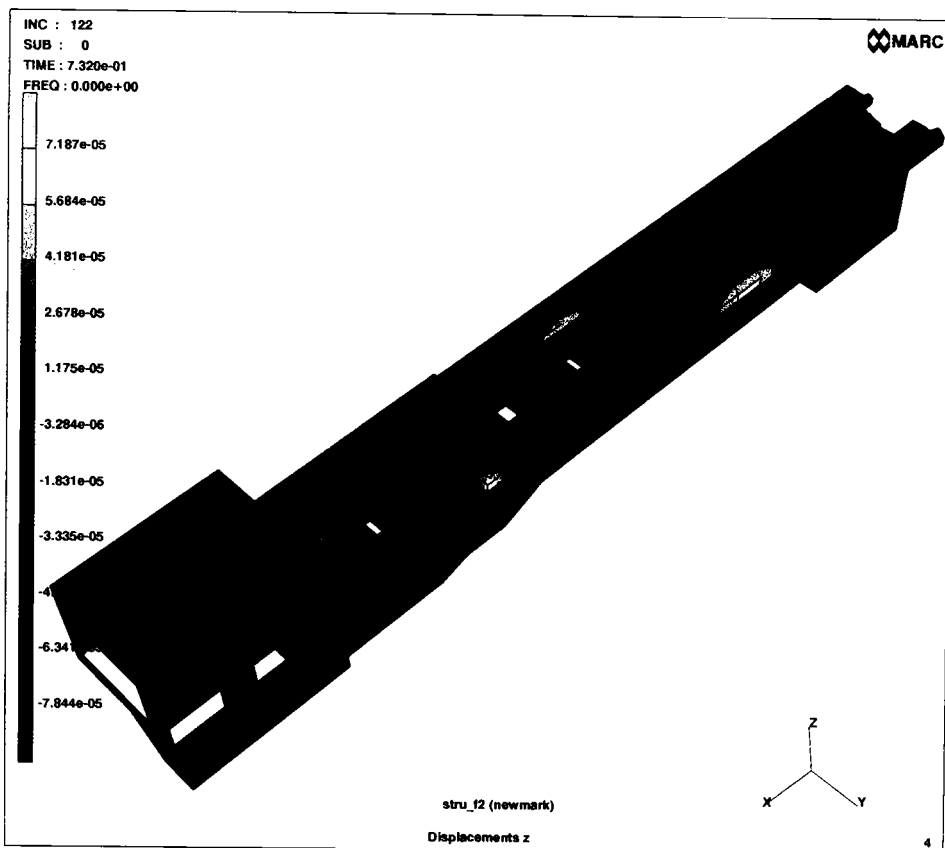 INC : 122
SUB : 0
TIME : 7.320e-01
FREQ : 0.000e+00
MARC
7.187e-05
5.684e-05
4.181e-05
2.678e-05
1.175e-05
-3.284e-06
-1.831e-05
-3.335e-05
-7.844e-05
Z
X
Y
stru_f2 (newmark)
Displacements z
4